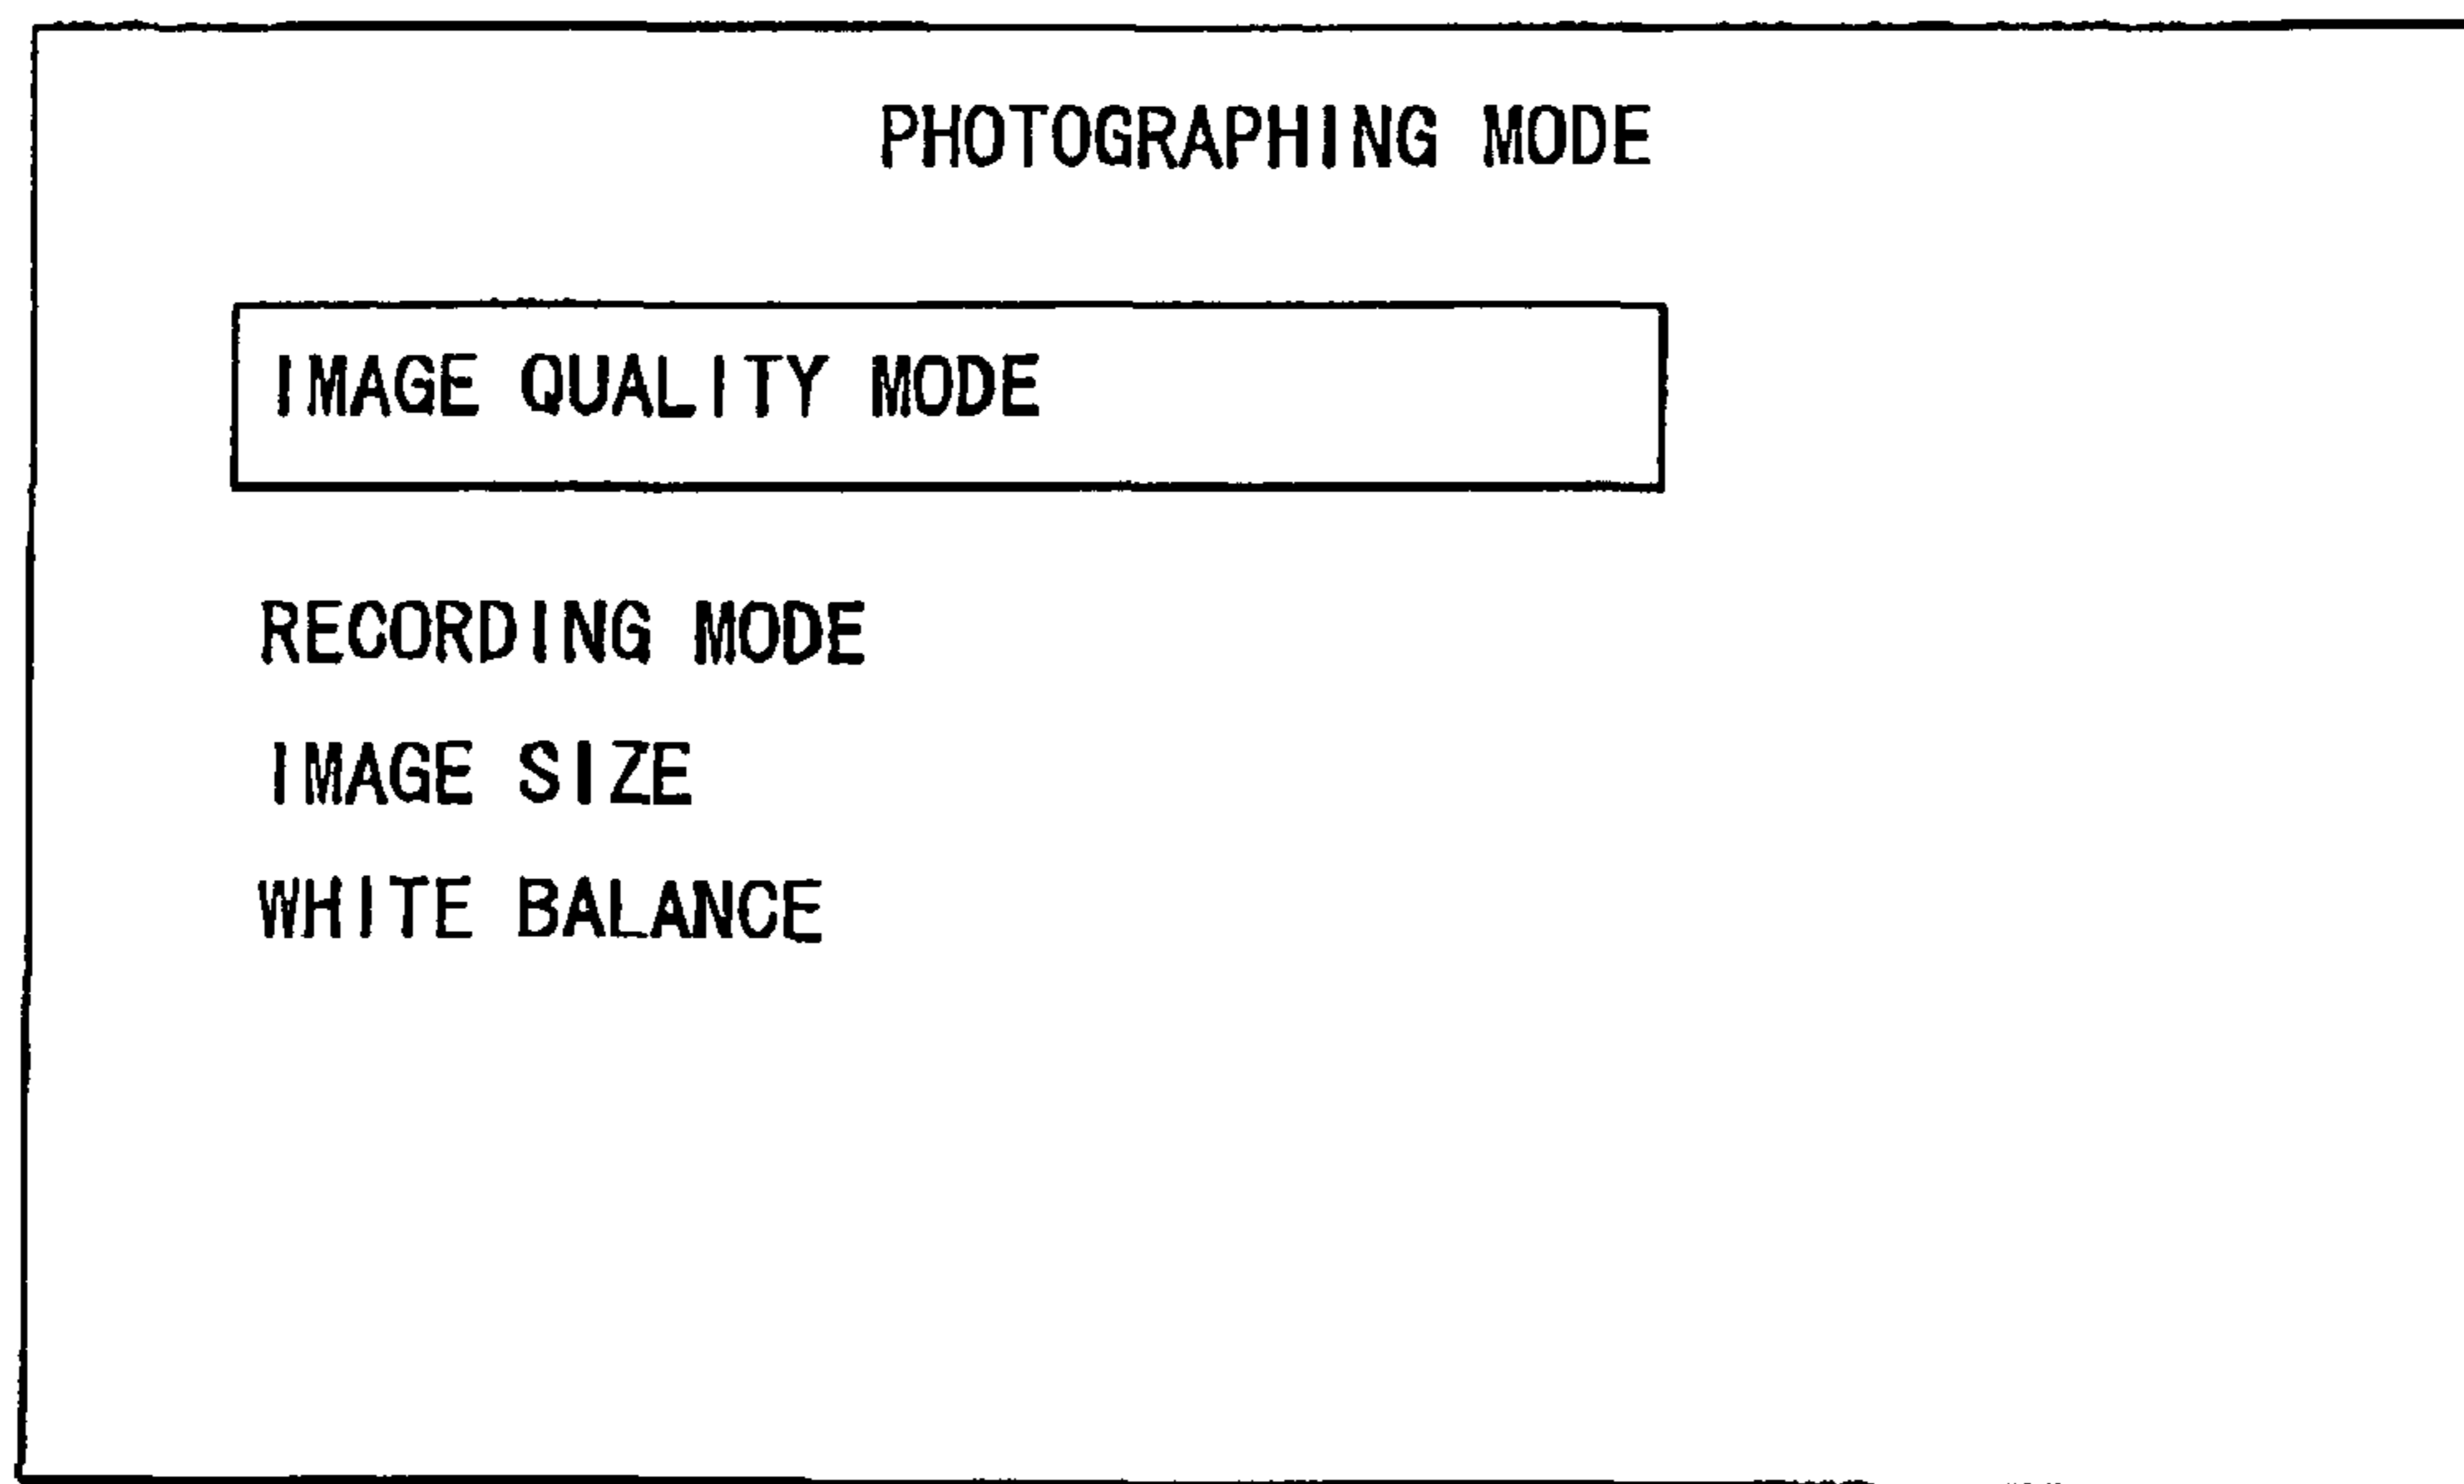 PHOTOGRAPHING MODE
IMAGE QUALITY MODE
RECORDING MODE
IMAGE SIZE
WHITE BALANCE